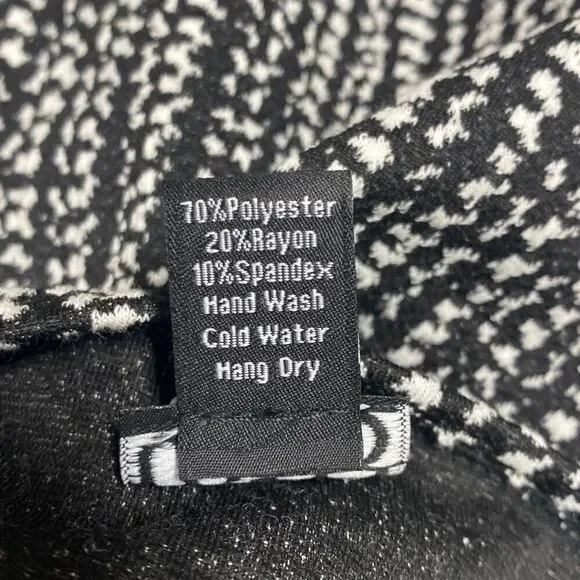 70%Polyester
20%Rayon
10%Spandex
Hand Wash
Cold Water
Hang Dry